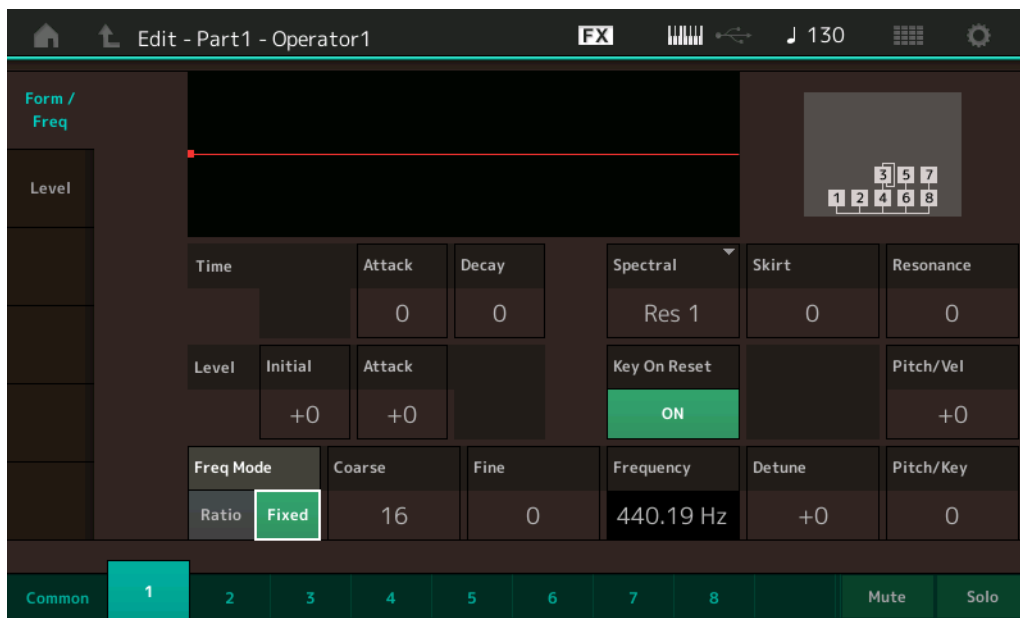 Edit - Part1 - Operator1 FX ♩ 130
Form /
Freq
Level
3 5 7
1 2 4 6 8
Time Attack Decay Spectral Skirt Resonance
0 0 Res 1 0 0
Level Initial Attack Key On Reset Pitch/Vel
+0 +0 ON +0
Freq Mode Coarse Fine Frequency Detune Pitch/Key
Ratio Fixed 16 0 440.19 Hz +0 0
Common 1 2 3 4 5 6 7 8 Mute Solo